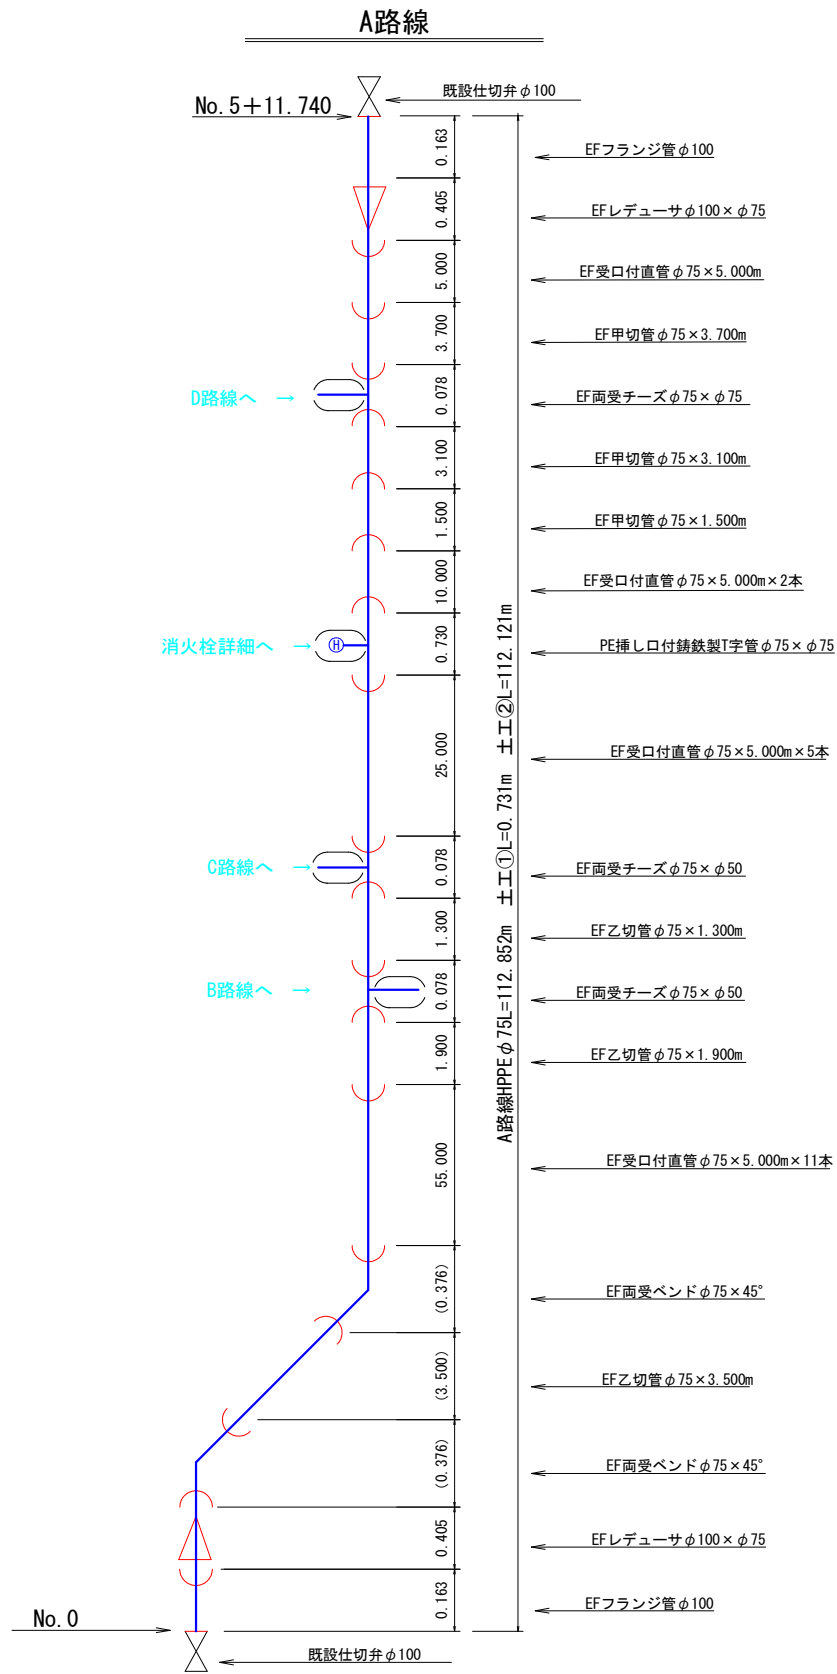 A路線
既設仕切弁φ100
No.5+11.740
0.163
EFフランジ管φ100
0.405
EFレデューサφ100×φ75
5.000
EF受口付直管φ75×5.000m
3.700
EF甲切管φ75×3.700m
D路線へ →
0.078
EF両受チーズφ75×φ75
3.100
EF甲切管φ75×3.100m
1.500
EF甲切管φ75×1.500m
10.000
EF受口付直管φ75×5.000m×2本
消火栓詳細へ →
H
0.730
PE挿し口付鋳鉄製T字管φ75×φ75
25.000
EF受口付直管φ75×5.000m×5本
A路線HPPEφ75L=112.852m 土工①L=0.731m 土工②L=112.121m
C路線へ →
0.078
EF両受チーズφ75×φ50
1.300
EF乙切管φ75×1.300m
B路線へ →
0.078
EF両受チーズφ75×φ50
1.900
EF乙切管φ75×1.900m
55.000
EF受口付直管φ75×5.000m×11本
(0.376)
EF両受ベンドφ75×45°
(3.500)
EF乙切管φ75×3.500m
(0.376)
EF両受ベンドφ75×45°
0.405
EFレデューサφ100×φ75
0.163
EFフランジ管φ100
No.0
既設仕切弁φ100